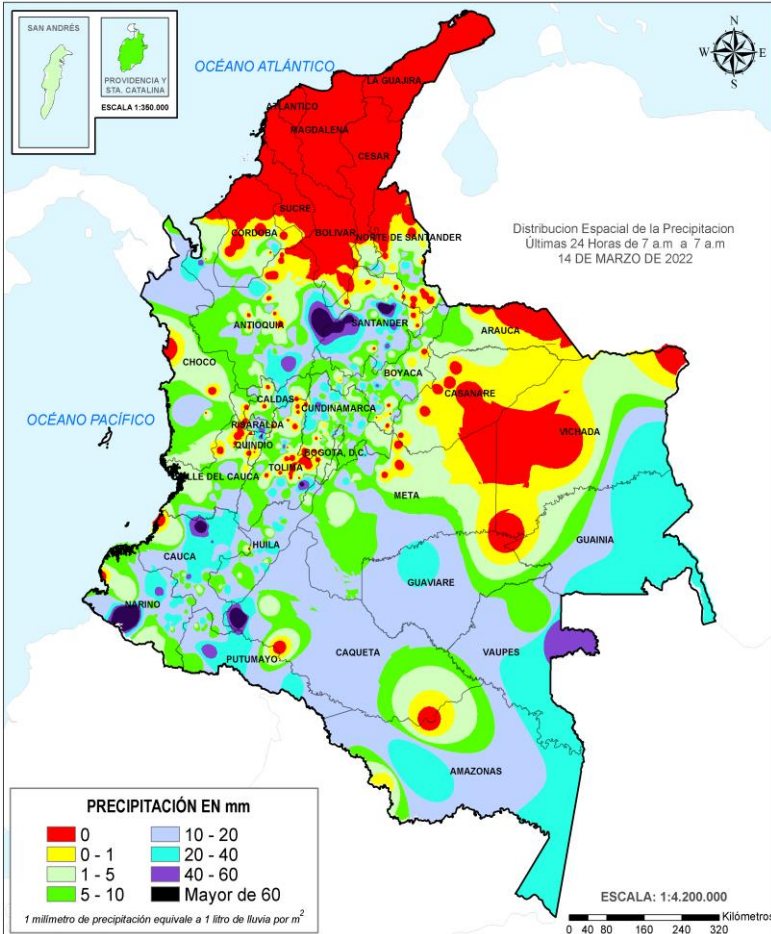 SAN ANDRÉS
PROVIDENCIA Y
STA. CATALINA
ESCALA 1:350.000
OCÉANO ATLÁNTICO
N
W E
S
LA GUAJIRA
ATLANTICO
MAGDALENA
CESAR
SUCRE
CORDOBA
BOLIVAR
NORTE DE SANTANDER
Distribucion Espacial de la Precipitacion
Últimas 24 Horas de 7 a.m a 7 a.m
14 DE MARZO DE 2022
ANTIOQUIA
SANTANDER
ARAUCA
CHOCO
BOYACA
CASANARE
CALDAS
CUNDINAMARCA
OCÉANO PACÍFICO
RISARALDA
VICHADA
QUINDIO
BOGOTA, D.C.
TOLIMA
VALLE DEL CAUCA
META
HUILA
GUAINIA
CAUCA
GUAVIARE
NARINO
CAQUETA
VAUPES
PUTUMAYO
AMAZONAS
PRECIPITACIÓN EN mm
0
10 - 20
0 - 1
20 - 40
1 - 5
40 - 60
5 - 10
Mayor de 60
1 milímetro de precipitación equivale a 1 litro de lluvia por m2
ESCALA: 1:4.200.000
0 40 80 160 240 320 Kilómetros